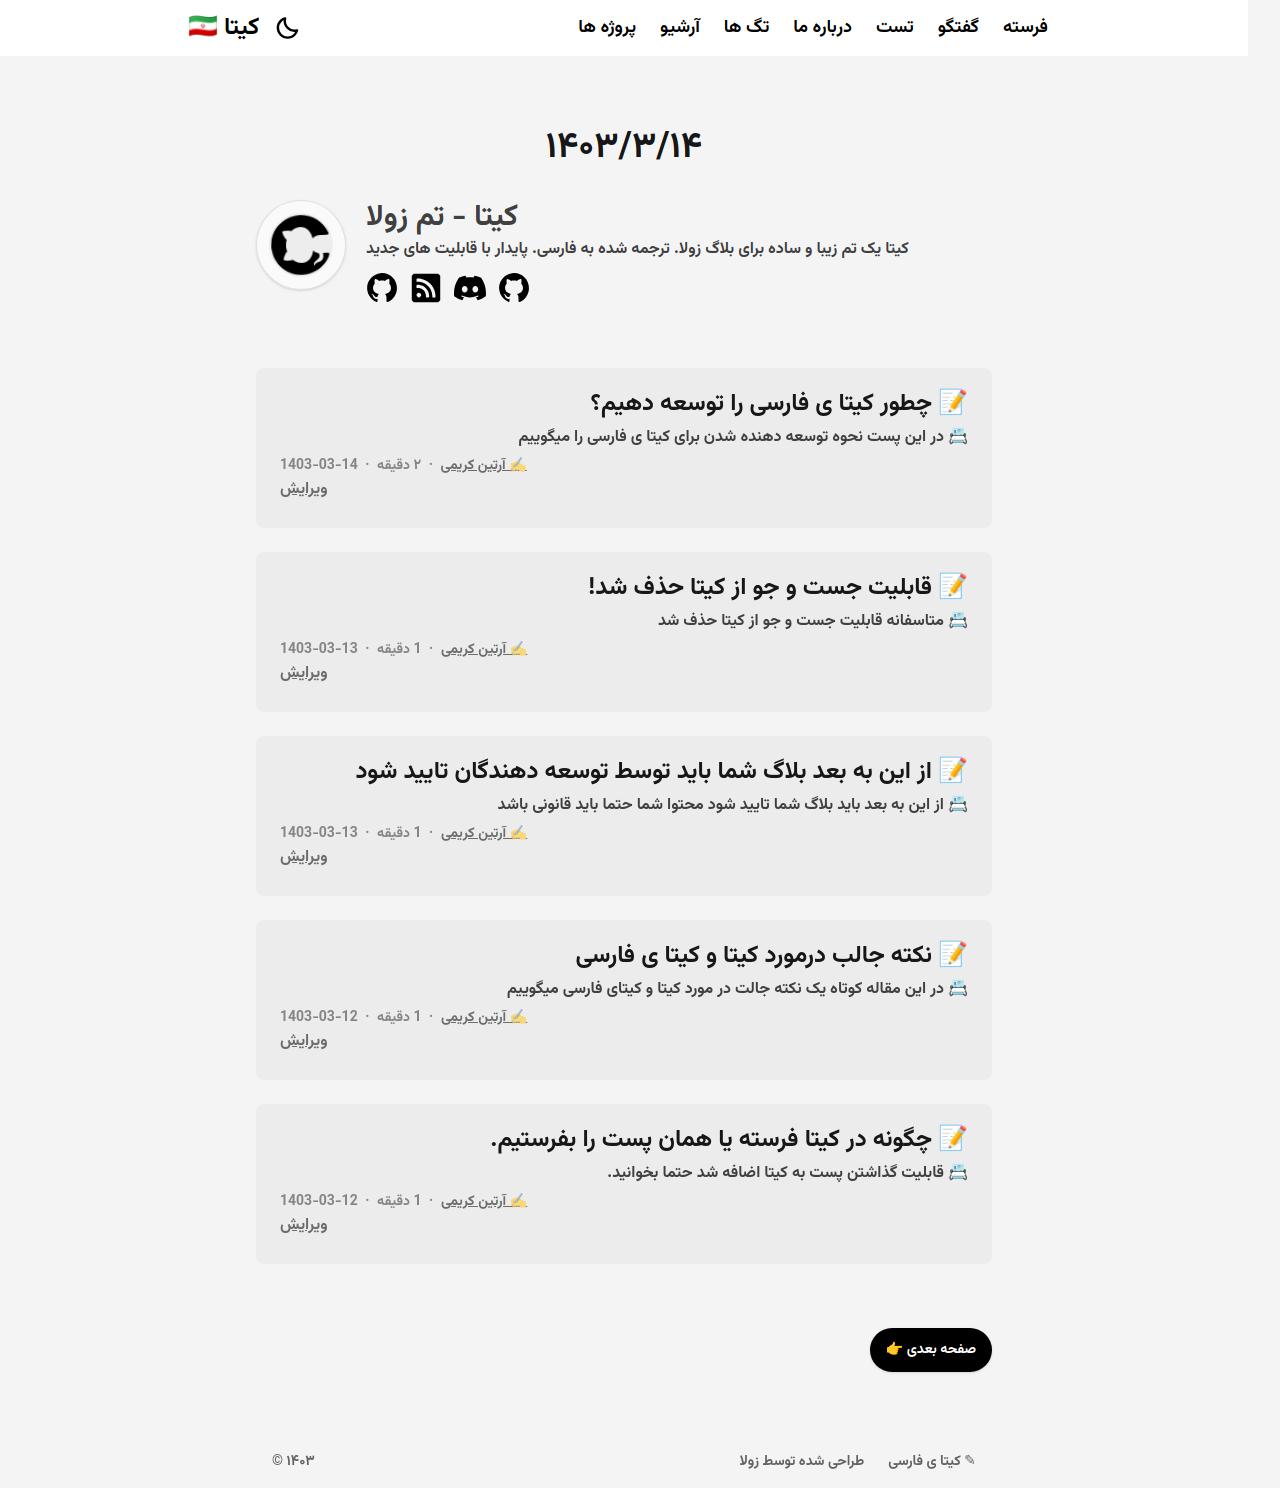 کیتا 🇮🇷
فرسته گفتگو تست درباره ما تگ ها آرشیو پروژه ها
۱۴۰۳/۳/۱۴
کیتا - تم زولا
کیتا یک تم زیبا و ساده برای بلاگ زولا. ترجمه شده به فارسی. پایدار با قابلیت های جدید
📝 چطور کیتا ی فارسی را توسعه دهیم؟
📇 در این پست نحوه توسعه دهنده شدن برای کیتا ی فارسی را میگوییم
1403-03-14 · ۲ دقیقه · ✍️ آرتین کریمی
ویرایش
📝 قابلیت جست و جو از کیتا حذف شد!
📇 متاسفانه قابلیت جست و جو از کیتا حذف شد
1403-03-13 · 1 دقیقه · ✍️ آرتین کریمی
ویرایش
📝 از این به بعد بلاگ شما باید توسط توسعه دهندگان تایید شود
📇 از این به بعد باید بلاگ شما تایید شود محتوا شما حتما باید قانونی باشد
1403-03-13 · 1 دقیقه · ✍️ آرتین کریمی
ویرایش
📝 نکته جالب درمورد کیتا و کیتا ی فارسی
📇 در این مقاله کوتاه یک نکته جالت در مورد کیتا و کیتای فارسی میگوییم
1403-03-12 · 1 دقیقه · ✍️ آرتین کریمی
ویرایش
📝 چگونه در کیتا فرسته یا همان پست را بفرستیم.
📇 قابلیت گذاشتن پست به کیتا اضافه شد حتما بخوانید.
1403-03-12 · 1 دقیقه · ✍️ آرتین کریمی
ویرایش
صفحه بعدی 👉
© ۱۴۰۳
✎ کیتا ی فارسی طراحی شده توسط زولا